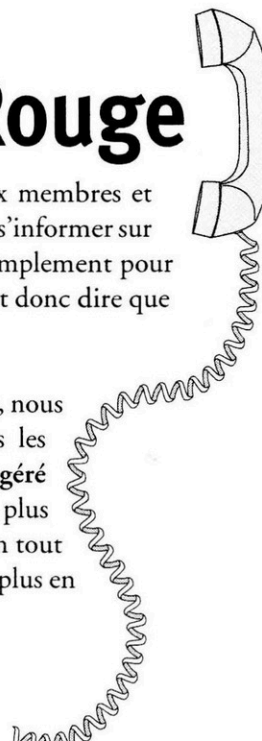 Rouge
x membres et
s'informer sur
mplement pour
t donc dire que
, nous
s les
géré
plus
n tout
plus en